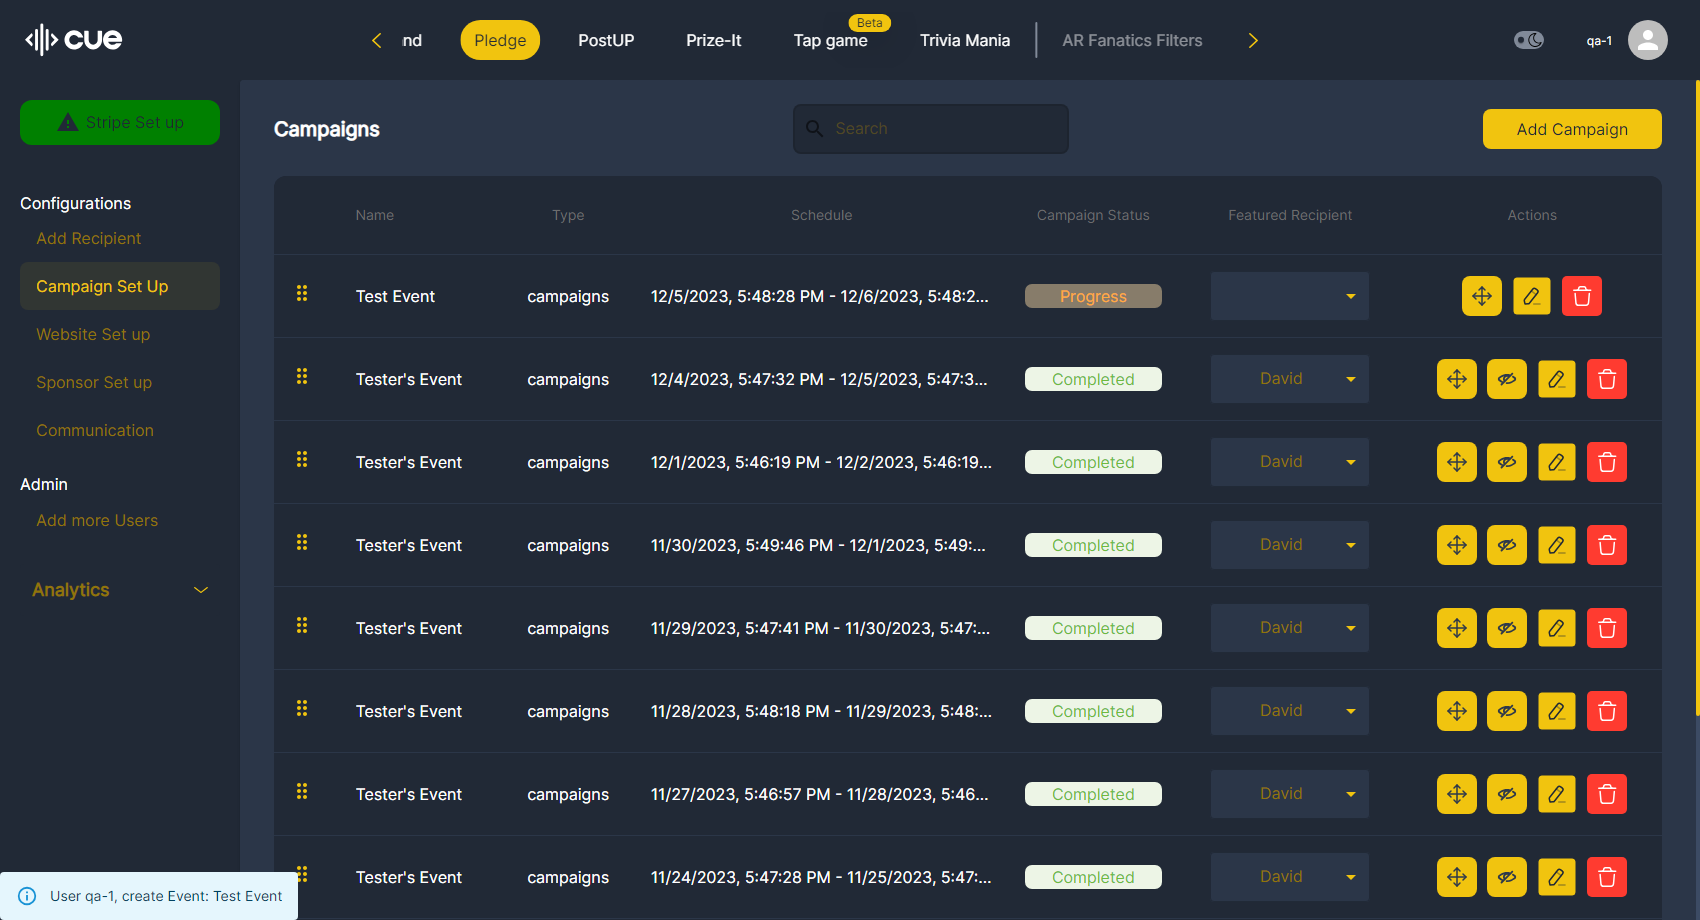 cue
nd
Pledge
PostUP
Prize-It
Tap game
Beta
Trivia Mania
AR Fanatics Filters
qa-1
Stripe Set up
Configurations
Add Recipient
Campaign Set Up
Website Set up
Sponsor Set up
Communication
Admin
Add more Users
Analytics
Campaigns
Search
Add Campaign
Name Type Schedule Campaign Status Featured Recipient Actions
Test Event campaigns 12/5/2023, 5:48:28 PM - 12/6/2023, 5:48:2... Progress
Tester's Event campaigns 12/4/2023, 5:47:32 PM - 12/5/2023, 5:47:3... Completed David
Tester's Event campaigns 12/1/2023, 5:46:19 PM - 12/2/2023, 5:46:19... Completed David
Tester's Event campaigns 11/30/2023, 5:49:46 PM - 12/1/2023, 5:49:... Completed David
Tester's Event campaigns 11/29/2023, 5:47:41 PM - 11/30/2023, 5:47:... Completed David
Tester's Event campaigns 11/28/2023, 5:48:18 PM - 11/29/2023, 5:48:... Completed David
Tester's Event campaigns 11/27/2023, 5:46:57 PM - 11/28/2023, 5:46... Completed David
Tester's Event campaigns 11/24/2023, 5:47:28 PM - 11/25/2023, 5:47:... Completed David
User qa-1, create Event: Test Event